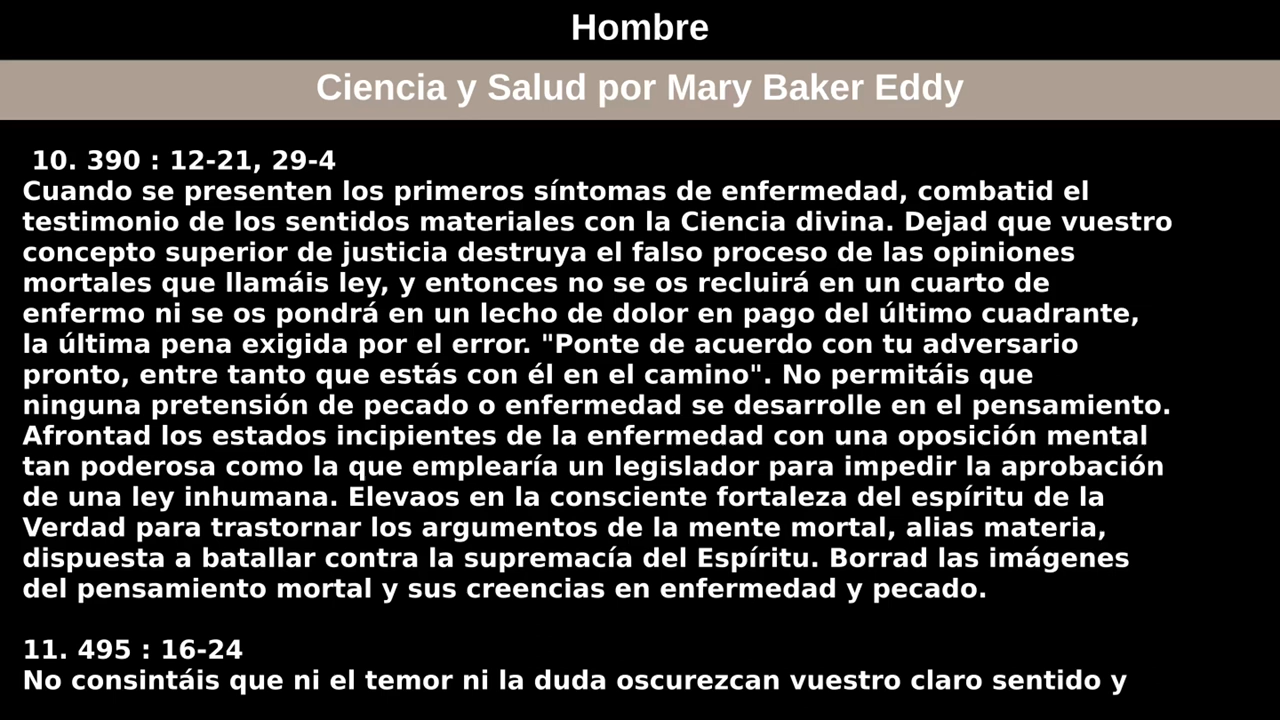 Hombre
Ciencia y Salud por Mary Baker Eddy
10. 390 : 12-21, 29-4
Cuando se presenten los primeros síntomas de enfermedad, combatid el
testimonio de los sentidos materiales con la Ciencia divina. Dejad que vuestro
concepto superior de justicia destruya el falso proceso de las opiniones
mortales que llamáis ley, y entonces no se os recluirá en un cuarto de
enfermo ni se os pondrá en un lecho de dolor en pago del último cuadrante,
la última pena exigida por el error. "Ponte de acuerdo con tu adversario
pronto, entre tanto que estás con él en el camino". No permitáis que
ninguna pretensión de pecado o enfermedad se desarrolle en el pensamiento.
Afrontad los estados incipientes de la enfermedad con una oposición mental
tan poderosa como la que emplearía un legislador para impedir la aprobación
de una ley inhumana. Elevaos en la consciente fortaleza del espíritu de la
Verdad para trastornar los argumentos de la mente mortal, alias materia,
dispuesta a batallar contra la supremacía del Espíritu. Borrad las imágenes
del pensamiento mortal y sus creencias en enfermedad y pecado.
11. 495 : 16-24
No consintáis que ni el temor ni la duda oscurezcan vuestro claro sentido y